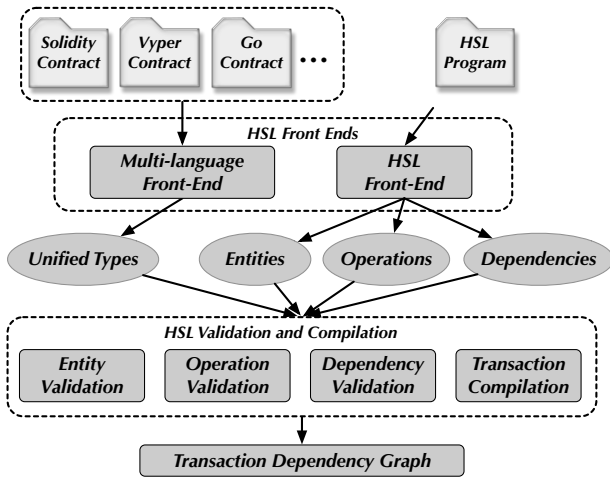 Solidity
Contract
Vyper
Contract
Go
Contract
...
HSL
Program
HSL Front Ends
Multi-language
Front-End
HSL
Front-End
Unified Types
Entities
Operations
Dependencies
HSL Validation and Compilation
Entity
Validation
Operation
Validation
Dependency
Validation
Transaction
Compilation
Transaction Dependency Graph